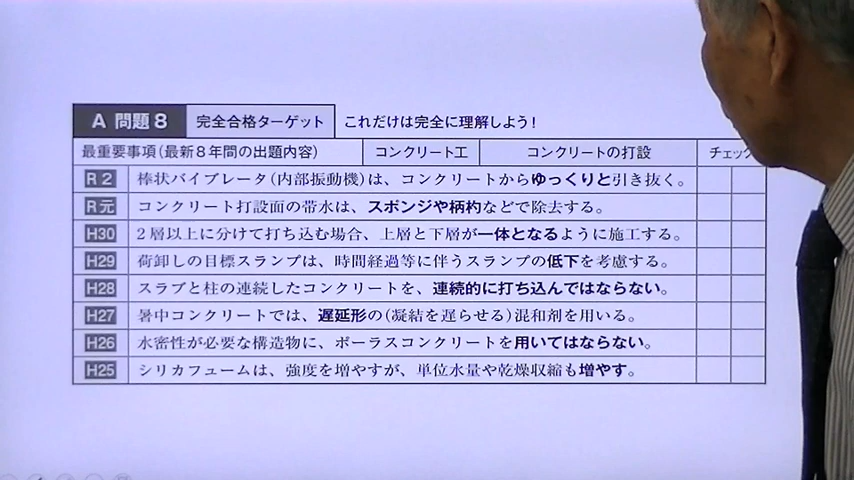 A 問題8 完全合格ターゲット これだけは完全に理解しよう!
最重要事項(最新8年間の出題内容) コンクリート工 コンクリートの打設 チェック
R2 棒状バイブレータ(内部振動機)は、コンクリートからゆっくりと引き抜く。
R元 コンクリート打設面の帯水は、スポンジや柄杓などで除去する。
H30 2層以上に分けて打ち込む場合、上層と下層が一体となるように施工する。
H29 荷卸しの目標スランプは、時間経過等に伴うスランプの低下を考慮する。
H28 スラブと柱の連続したコンクリートを、連続的に打ち込んではならない。
H27 暑中コンクリートでは、遅延形の(凝結を遅らせる)混和剤を用いる。
H26 水密性が必要な構造物に、ポーラスコンクリートを用いてはならない。
H25 シリカフュームは、強度を増やすが、単位水量や乾燥収縮も増やす。